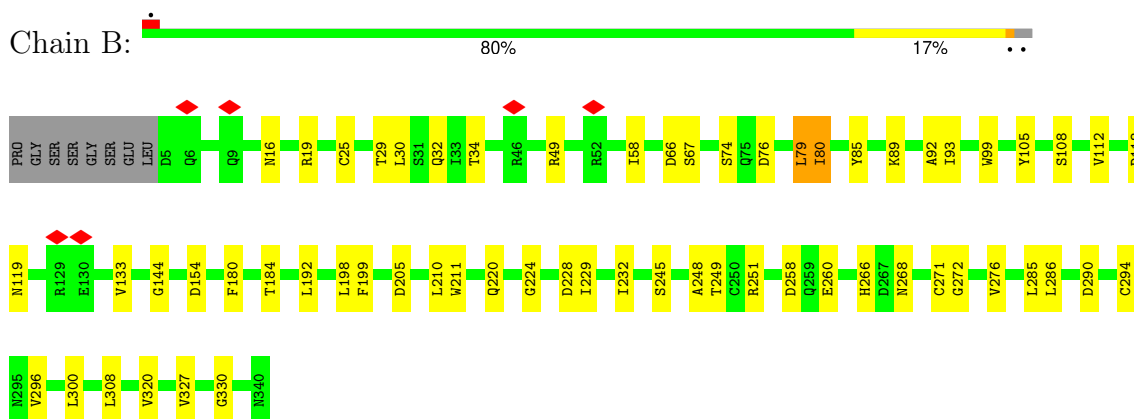 Chain B:
80%
17%
PRO GLY SER SER GLY SER GLU LEU D5 Q6 Q9 N16 R19 C25 T29 L30 S31 Q32 I33 T34 R46 R49 R52 I58 D66 S67 S74 Q75 D76 L79 I80 Y85 K89 A92 I93 W99 Y105 S108 V112
N119 R129 E130 V133 G144 D154 F180 T184 L192 L198 F199 D205 L210 W211 Q220 G224 D228 I229 I232 S245 A248 T249 C250 R251 D258 Q259 E260 H266 D267 N268 C271 G272 V276 L285 L286 D290 C294
N295 V296 L300 L308 V320 V327 G330 N340